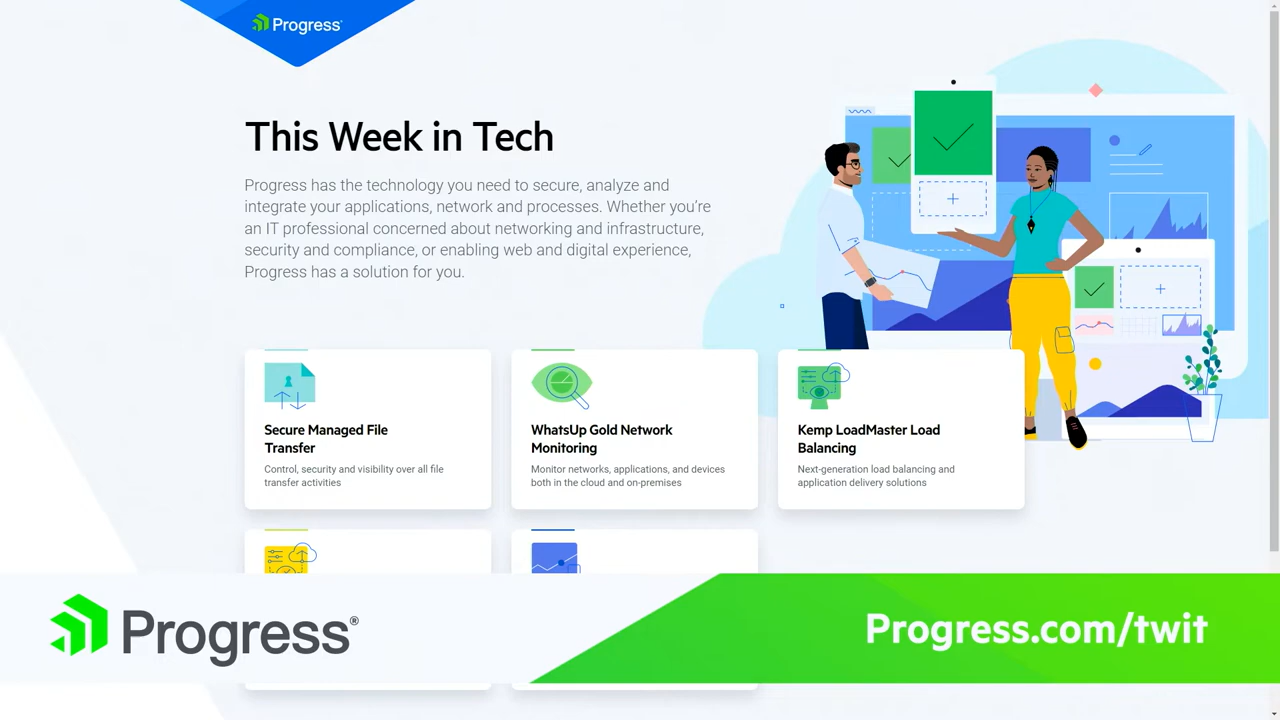 Progress®
This Week in Tech
Progress has the technology you need to secure, analyze and
integrate your applications, network and processes. Whether you're
an IT professional concerned about networking and infrastructure,
security and compliance, or enabling web and digital experience,
Progress has a solution for you.
Secure Managed File
Transfer
Control, security and visibility over all file
transfer activities
WhatsUp Gold Network
Monitoring
Monitor networks, applications, and devices
both in the cloud and on-premises
Kemp LoadMaster Load
Balancing
Next-generation load balancing and
application delivery solutions
Progress®
Progress.com/twit